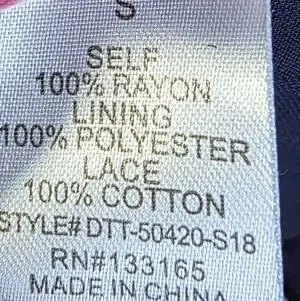 S
SELF
100% RAYON
LINING
100% POLYESTER
LACE
100% COTTON
STYLE# DTT-50420-S18
RN#133165
MADE IN CHINA